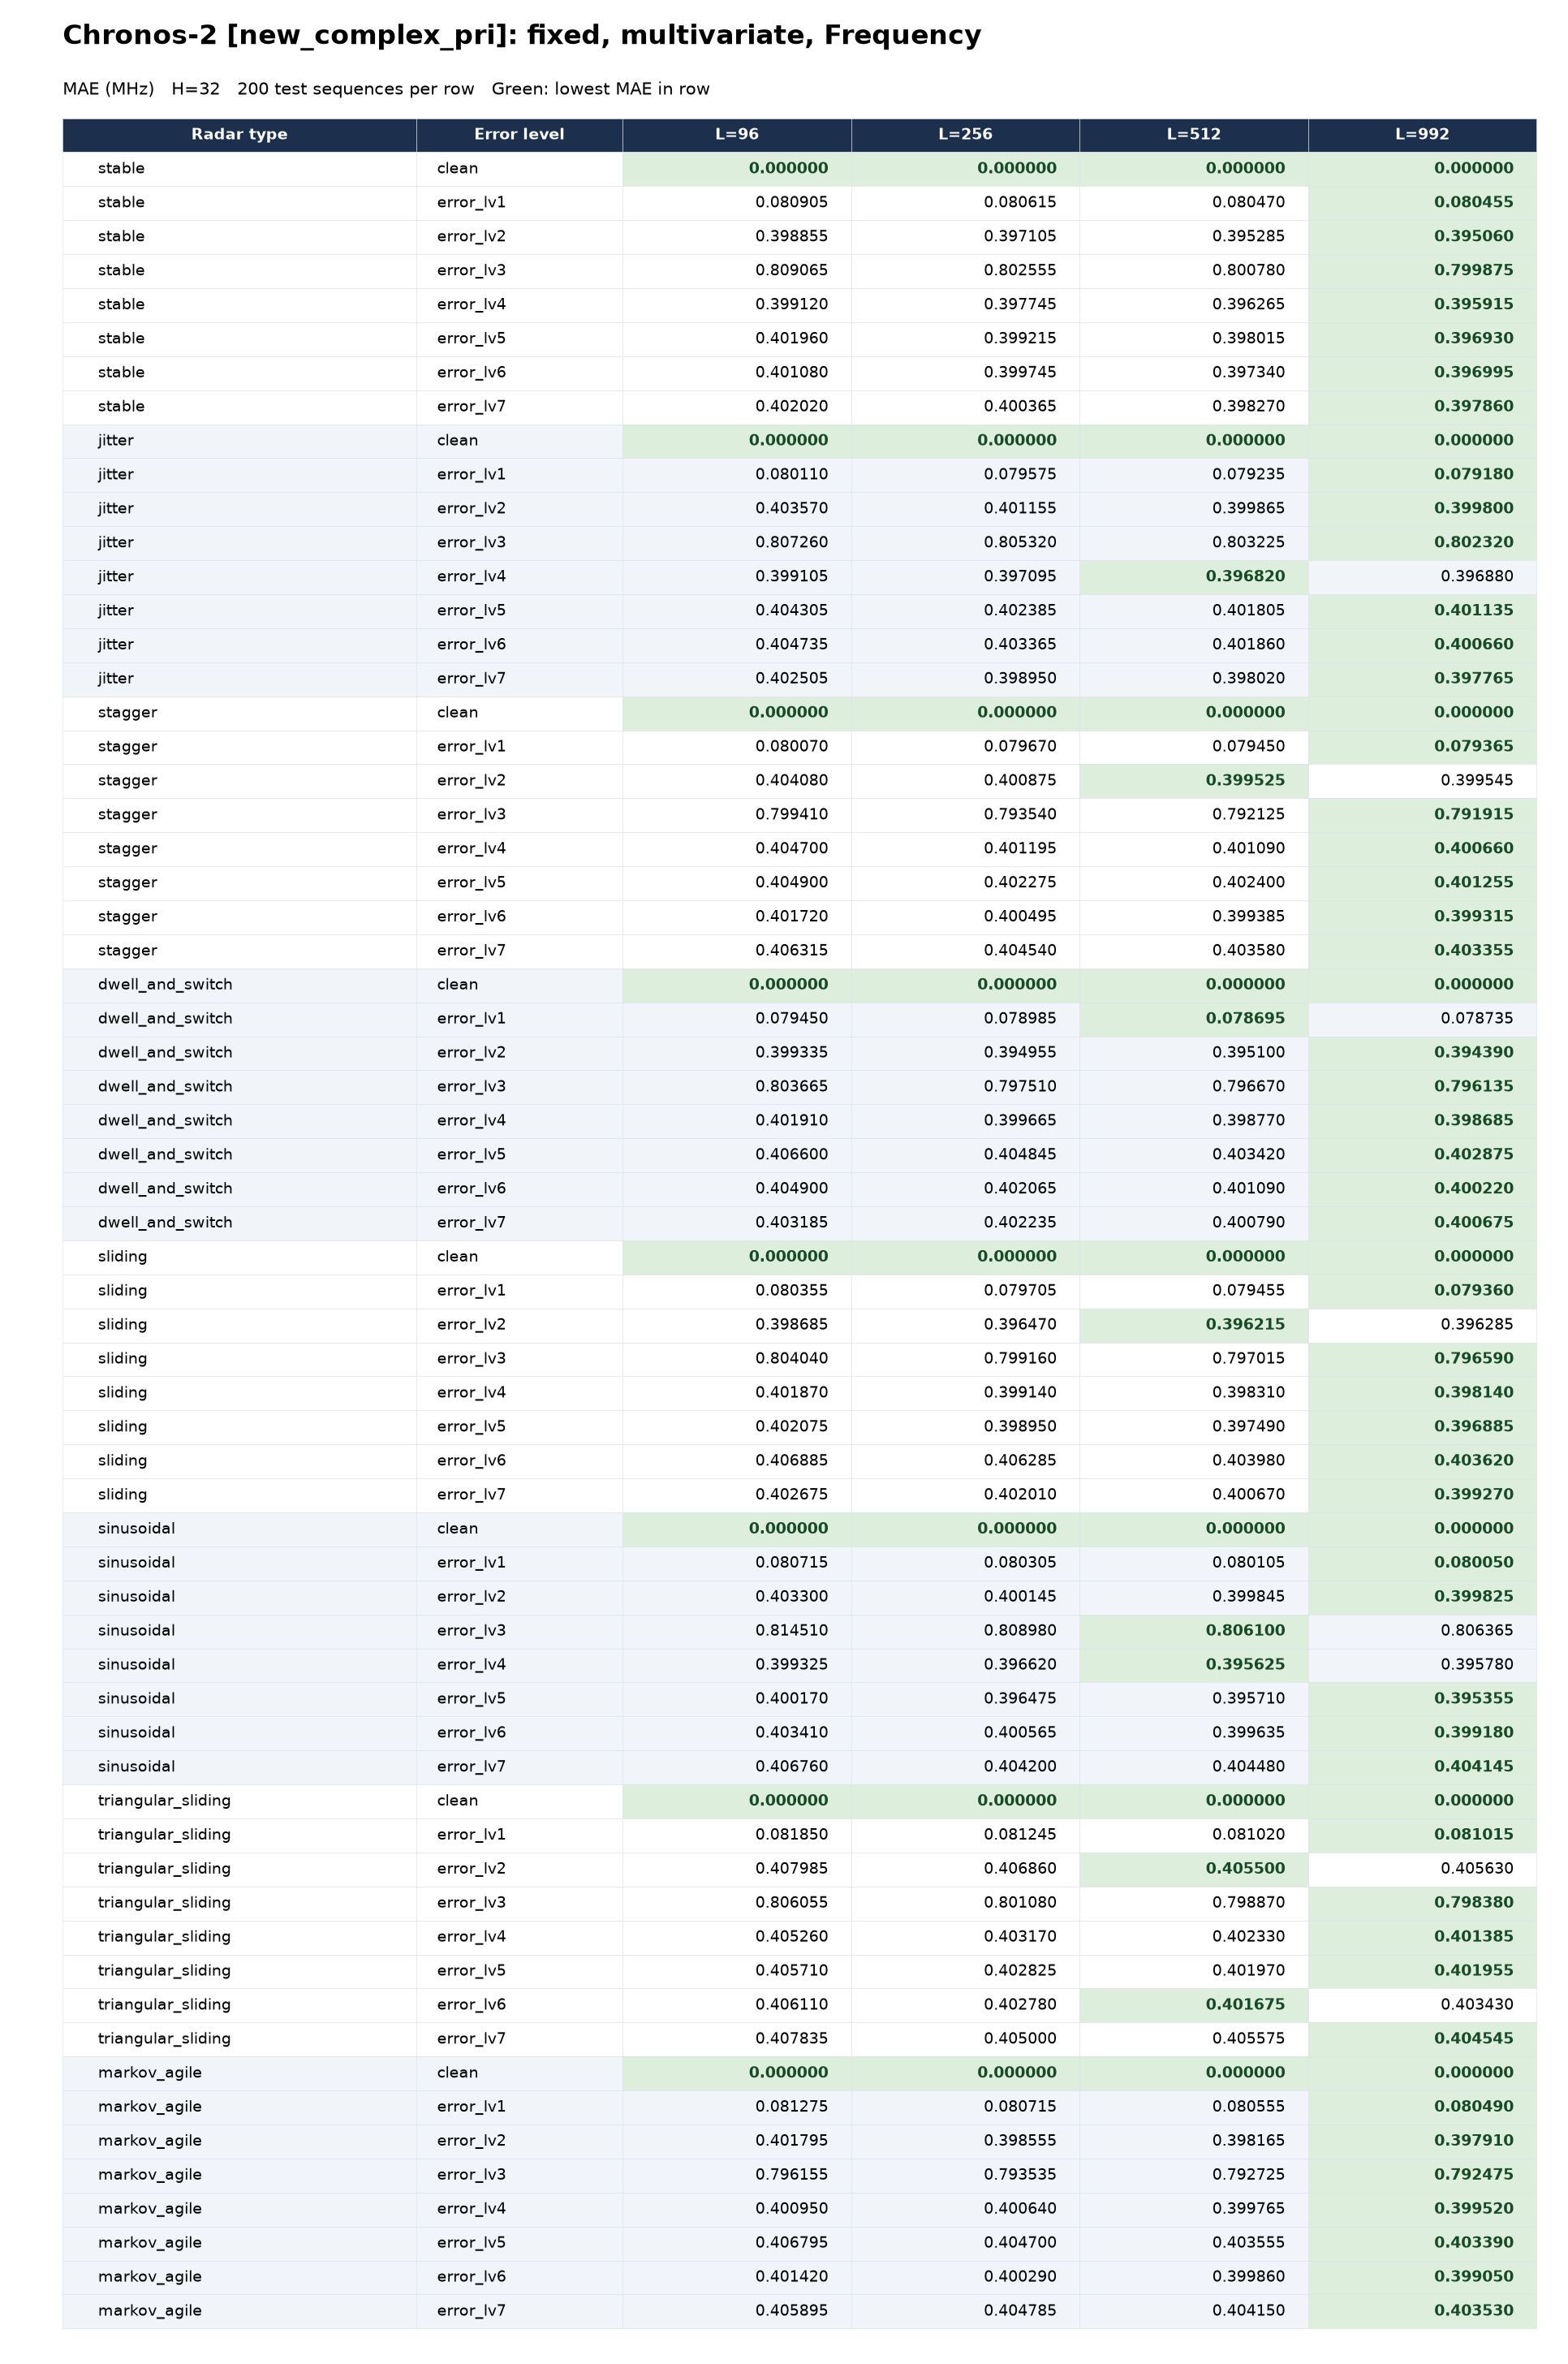 Chronos-2 [new_complex_pri]: fixed, multivariate, Frequency
MAE (MHz) H=32 200 test sequences per row Green: lowest MAE in row
Radar type Error level L=96 L=256 L=512 L=992
stable clean 0.000000 0.000000 0.000000 0.000000
stable error_lv1 0.080905 0.080615 0.080470 0.080455
stable error_lv2 0.398855 0.397105 0.395285 0.395060
stable error_lv3 0.809065 0.802555 0.800780 0.799875
stable error_lv4 0.399120 0.397745 0.396265 0.395915
stable error_lv5 0.401960 0.399215 0.398015 0.396930
stable error_lv6 0.401080 0.399745 0.397340 0.396995
stable error_lv7 0.402020 0.400365 0.398270 0.397860
jitter clean 0.000000 0.000000 0.000000 0.000000
jitter error_lv1 0.080110 0.079575 0.079235 0.079180
jitter error_lv2 0.403570 0.401155 0.399865 0.399800
jitter error_lv3 0.807260 0.805320 0.803225 0.802320
jitter error_lv4 0.399105 0.397095 0.396820 0.396880
jitter error_lv5 0.404305 0.402385 0.401805 0.401135
jitter error_lv6 0.404735 0.403365 0.401860 0.400660
jitter error_lv7 0.402505 0.398950 0.398020 0.397765
stagger clean 0.000000 0.000000 0.000000 0.000000
stagger error_lv1 0.080070 0.079670 0.079450 0.079365
stagger error_lv2 0.404080 0.400875 0.399525 0.399545
stagger error_lv3 0.799410 0.793540 0.792125 0.791915
stagger error_lv4 0.404700 0.401195 0.401090 0.400660
stagger error_lv5 0.404900 0.402275 0.402400 0.401255
stagger error_lv6 0.401720 0.400495 0.399385 0.399315
stagger error_lv7 0.406315 0.404540 0.403580 0.403355
dwell_and_switch clean 0.000000 0.000000 0.000000 0.000000
dwell_and_switch error_lv1 0.079450 0.078985 0.078695 0.078735
dwell_and_switch error_lv2 0.399335 0.394955 0.395100 0.394390
dwell_and_switch error_lv3 0.803665 0.797510 0.796670 0.796135
dwell_and_switch error_lv4 0.401910 0.399665 0.398770 0.398685
dwell_and_switch error_lv5 0.406600 0.404845 0.403420 0.402875
dwell_and_switch error_lv6 0.404900 0.402065 0.401090 0.400220
dwell_and_switch error_lv7 0.403185 0.402235 0.400790 0.400675
sliding clean 0.000000 0.000000 0.000000 0.000000
sliding error_lv1 0.080355 0.079705 0.079455 0.079360
sliding error_lv2 0.398685 0.396470 0.396215 0.396285
sliding error_lv3 0.804040 0.799160 0.797015 0.796590
sliding error_lv4 0.401870 0.399140 0.398310 0.398140
sliding error_lv5 0.402075 0.398950 0.397490 0.396885
sliding error_lv6 0.406885 0.406285 0.403980 0.403620
sliding error_lv7 0.402675 0.402010 0.400670 0.399270
sinusoidal clean 0.000000 0.000000 0.000000 0.000000
sinusoidal error_lv1 0.080715 0.080305 0.080105 0.080050
sinusoidal error_lv2 0.403300 0.400145 0.399845 0.399825
sinusoidal error_lv3 0.814510 0.808980 0.806100 0.806365
sinusoidal error_lv4 0.399325 0.396620 0.395625 0.395780
sinusoidal error_lv5 0.400170 0.396475 0.395710 0.395355
sinusoidal error_lv6 0.403410 0.400565 0.399635 0.399180
sinusoidal error_lv7 0.406760 0.404200 0.404480 0.404145
triangular_sliding clean 0.000000 0.000000 0.000000 0.000000
triangular_sliding error_lv1 0.081850 0.081245 0.081020 0.081015
triangular_sliding error_lv2 0.407985 0.406860 0.405500 0.405630
triangular_sliding error_lv3 0.806055 0.801080 0.798870 0.798380
triangular_sliding error_lv4 0.405260 0.403170 0.402330 0.401385
triangular_sliding error_lv5 0.405710 0.402825 0.401970 0.401955
triangular_sliding error_lv6 0.406110 0.402780 0.401675 0.403430
triangular_sliding error_lv7 0.407835 0.405000 0.405575 0.404545
markov_agile clean 0.000000 0.000000 0.000000 0.000000
markov_agile error_lv1 0.081275 0.080715 0.080555 0.080490
markov_agile error_lv2 0.401795 0.398555 0.398165 0.397910
markov_agile error_lv3 0.796155 0.793535 0.792725 0.792475
markov_agile error_lv4 0.400950 0.400640 0.399765 0.399520
markov_agile error_lv5 0.406795 0.404700 0.403555 0.403390
markov_agile error_lv6 0.401420 0.400290 0.399860 0.399050
markov_agile error_lv7 0.405895 0.404785 0.404150 0.403530